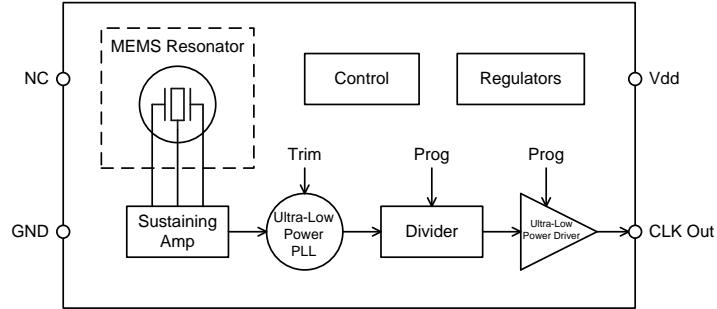 MEMS Resonator
Control
Regulators
NC
Vdd
Trim
Prog
Prog
Sustaining
Amp
Ultra-Low
Power
PLL
Divider
Ultra-Low
Power Driver
GND
CLK Out